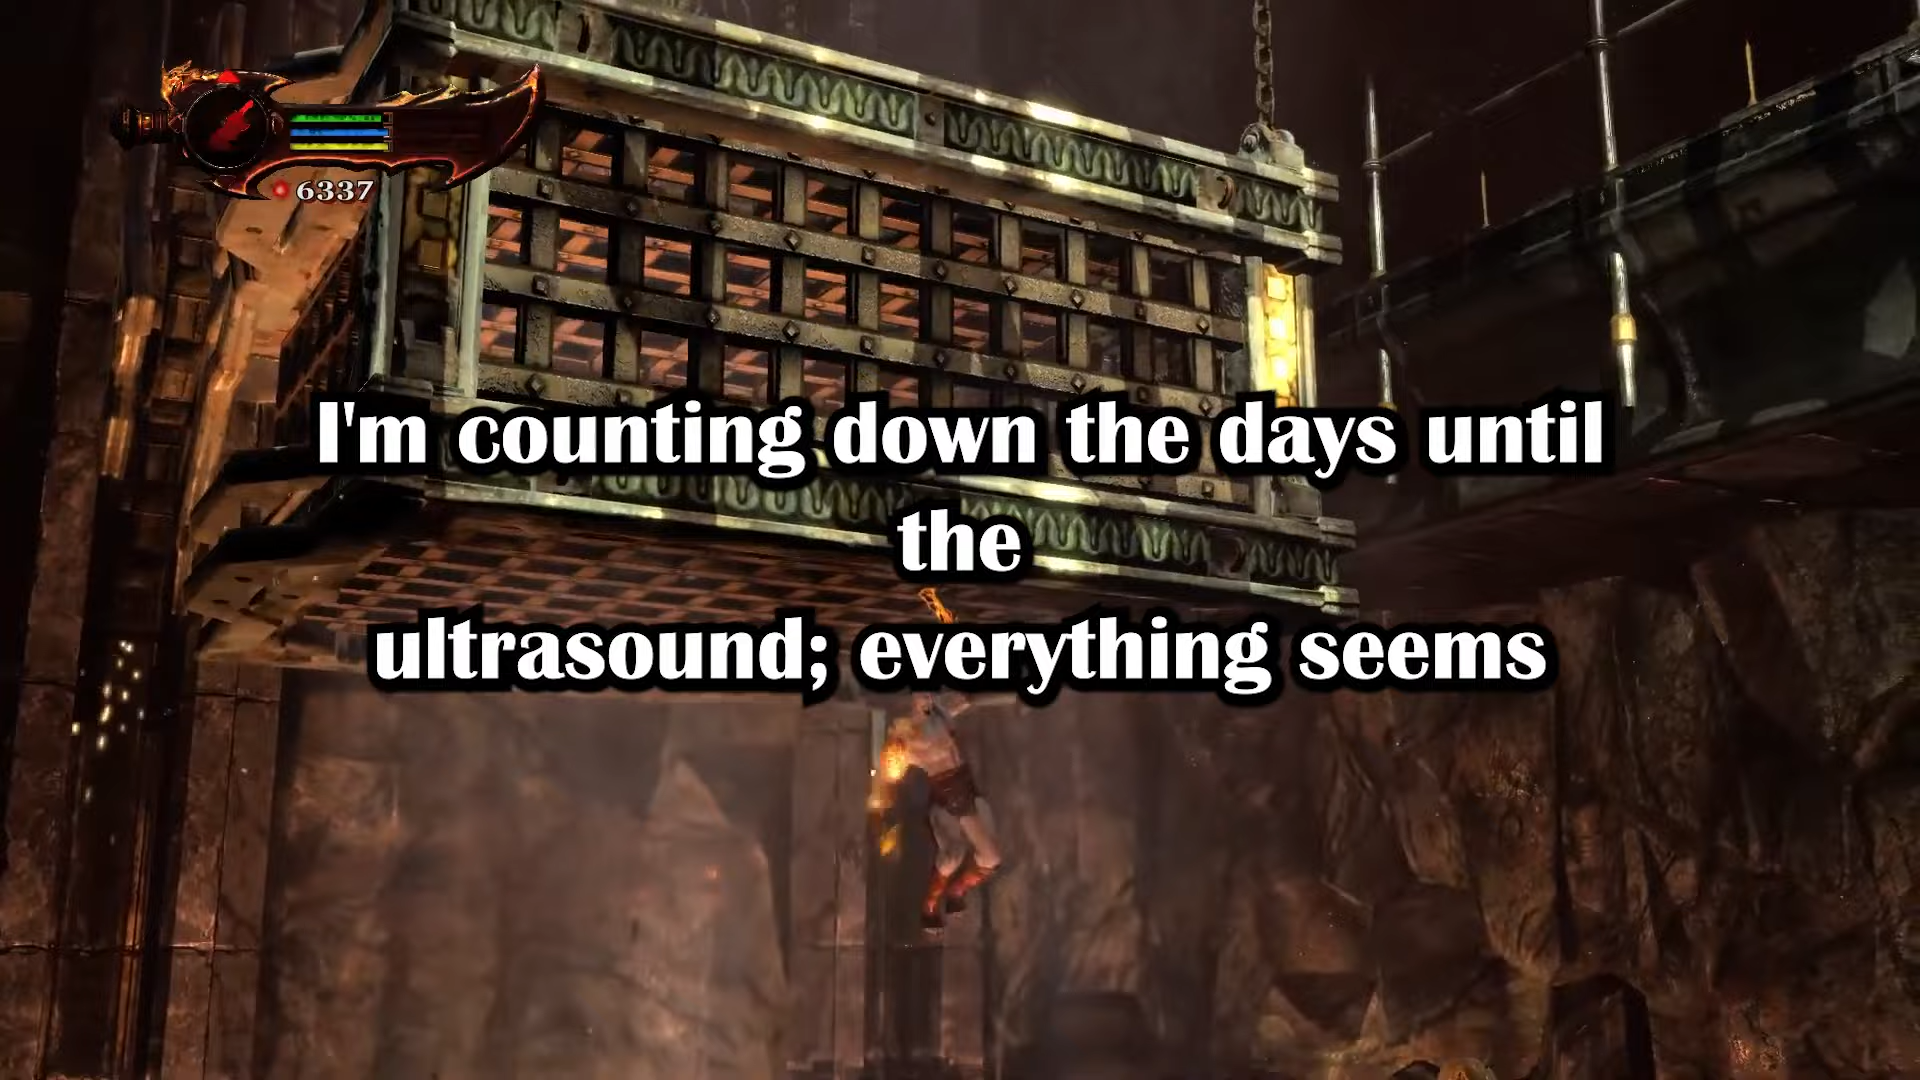 6337
I'm counting down the days until
the
ultrasound; everything seems